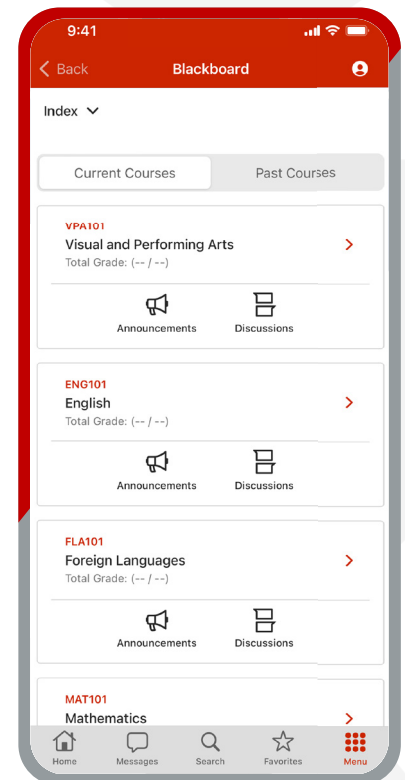 9:41
Back Blackboard
Index
Current Courses Past Courses
VPA101
Visual and Performing Arts
Total Grade: (-- / --)
Announcements Discussions
ENG101
English
Total Grade: (-- / --)
Announcements Discussions
FLA101
Foreign Languages
Total Grade: (-- / --)
Announcements Discussions
MAT101
Mathematics
Home Messages Search Favorites Menu